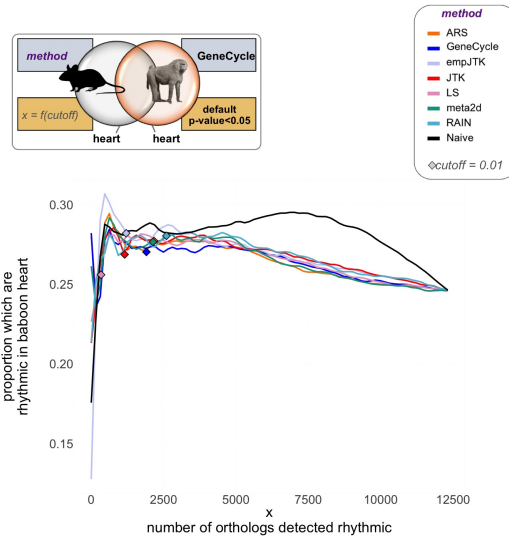 method
GeneCycle
x = f(cutoff)
default
p-value<0.05
heart
heart
method
ARS
GeneCycle
empJTK
JTK
LS
meta2d
RAIN
Naive
cutoff = 0.01
proportion which are
rhythmic in baboon heart
0.30
0.25
0.20
0.15
0
2500
5000
7500
10000
12500
x
number of orthologs detected rhythmic